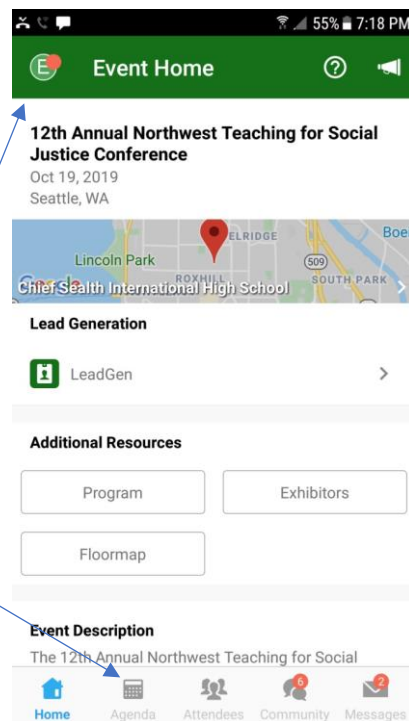 55% 7:18 PM
E Event Home ?
12th Annual Northwest Teaching for Social
Justice Conference
Oct 19, 2019
Seattle, WA
ELRIDGE
Boe
Lincoln Park
509
ROXHILL
SOUTH PARK
Google
Chief Sealth International High School
Lead Generation
LeadGen
Additional Resources
Program Exhibitors
Floormap
Event Description
The 12th Annual Northwest Teaching for Social
6 2
Home Agenda Attendees Community Messages